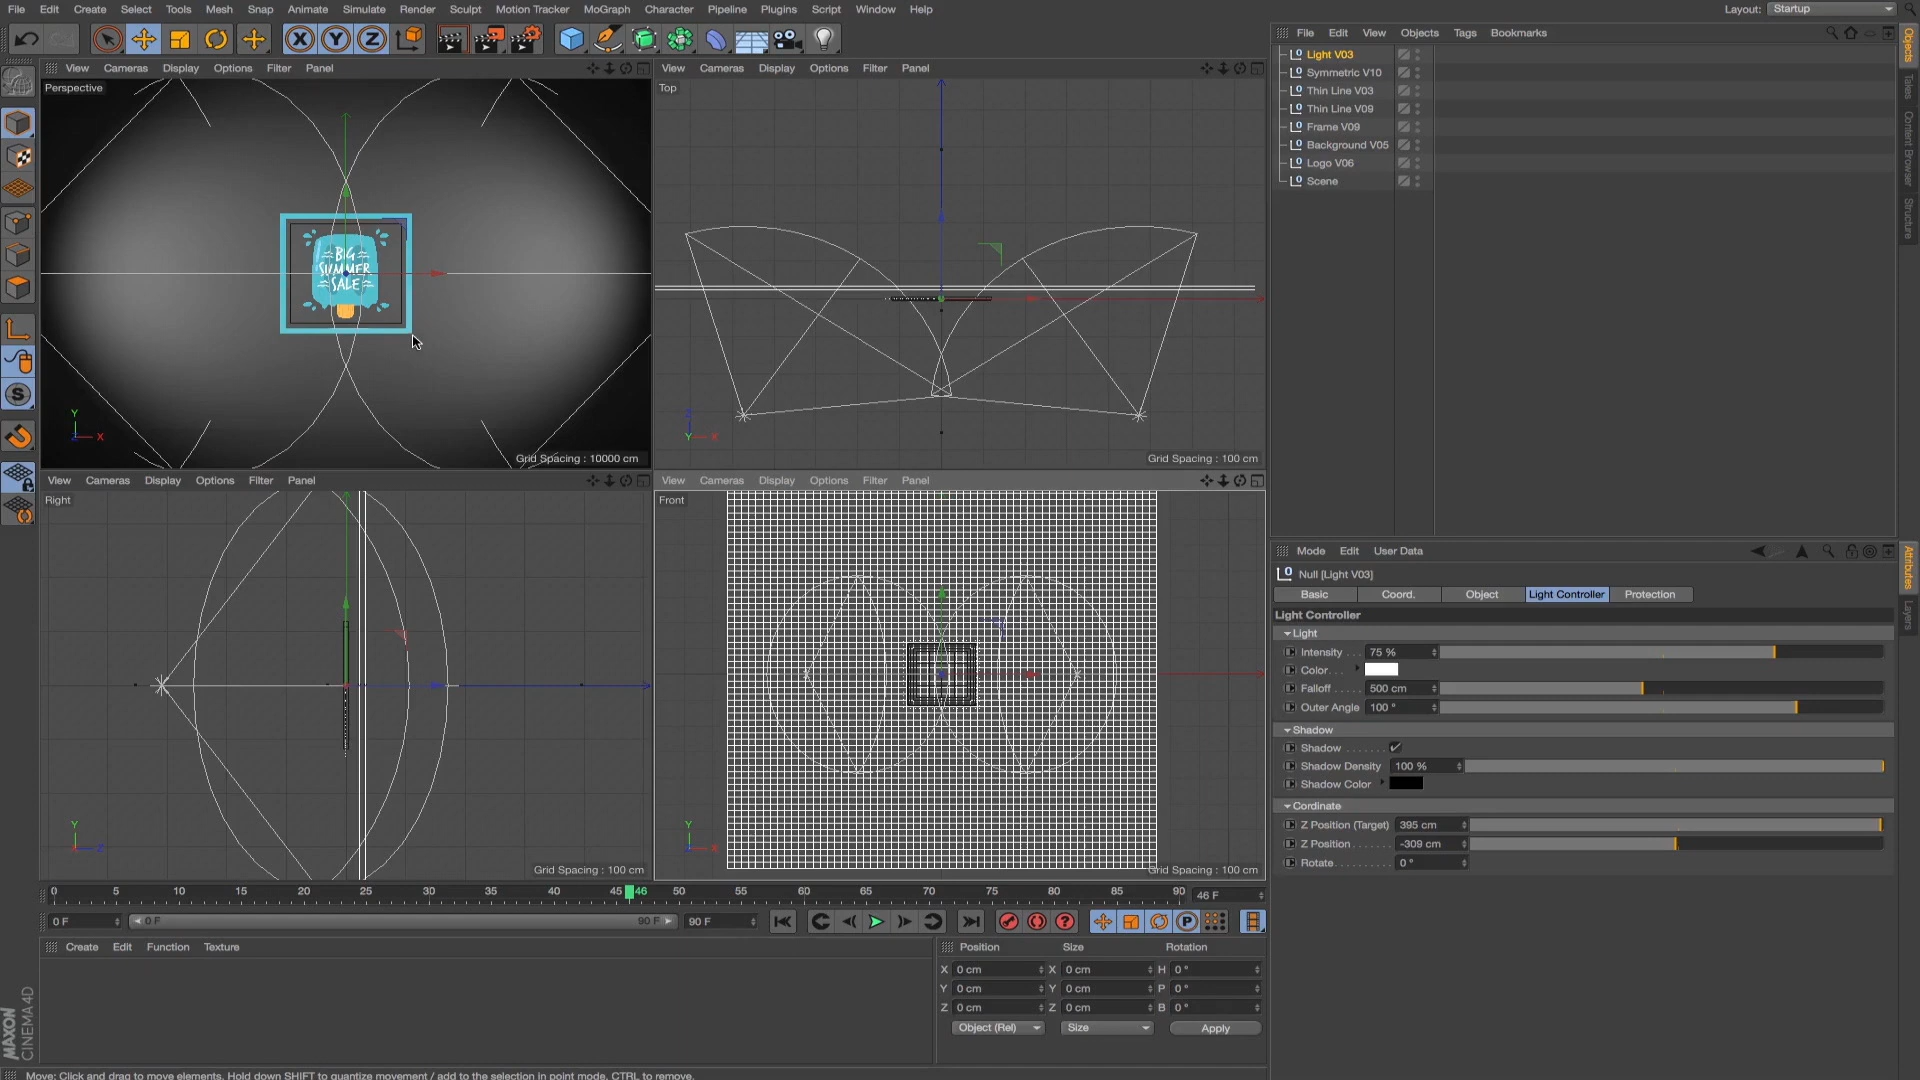 File Edit Create Select Tools Mesh Snap Animate Simulate Render Sculpt Motion Tracker MoGraph Character Pipeline Plugins Script Window Help
Layout: Startup
X Y Z
File Edit View Objects Tags Bookmarks
Light V03
Symmetric V10
Thin Line V03
Thin Line V09
Frame V09
Background V05
Logo V06
Scene
Objects
Takes
Content Browser
Structure
View Cameras Display Options Filter Panel
Perspective
BIG
SUMMER
SALE
Y
X
Grid Spacing : 10000 cm
View Cameras Display Options Filter Panel
Top
Z
Y X
Grid Spacing : 100 cm
View Cameras Display Options Filter Panel
Right
Y
X Z
Grid Spacing : 100 cm
View Cameras Display Options Filter Panel
Front
Y
Z X
Grid Spacing : 100 cm
Mode Edit User Data
Null [Light V03]
Basic Coord. Object Light Controller Protection
Light Controller
Light
Intensity . . 75 %
Color. . .
Falloff . . . . . 500 cm
Outer Angle 100 °
Shadow
Shadow . . . . . . .
Shadow Density 100 %
Shadow Color
Cordinate
Z Position (Target) 395 cm
Z Position. . . . . . . -309 cm
Rotate. . . . . . . . . . 0 °
Attributes
Layers
0 5 10 15 20 25 30 35 40 45 46 50 55 60 65 70 75 80 85 90
46 F
0 F
0 F
90 F
90 F
P
Create Edit Function Texture
Position Size Rotation
X 0 cm X 0 cm H 0 °
Y 0 cm Y 0 cm P 0 °
Z 0 cm Z 0 cm B 0 °
Object (Rel) Size Apply
MAXON
CINEMA 4D
Move: Click and drag to move elements. Hold down SHIFT to quantize movement / add to the selection in point mode, CTRL to remove.